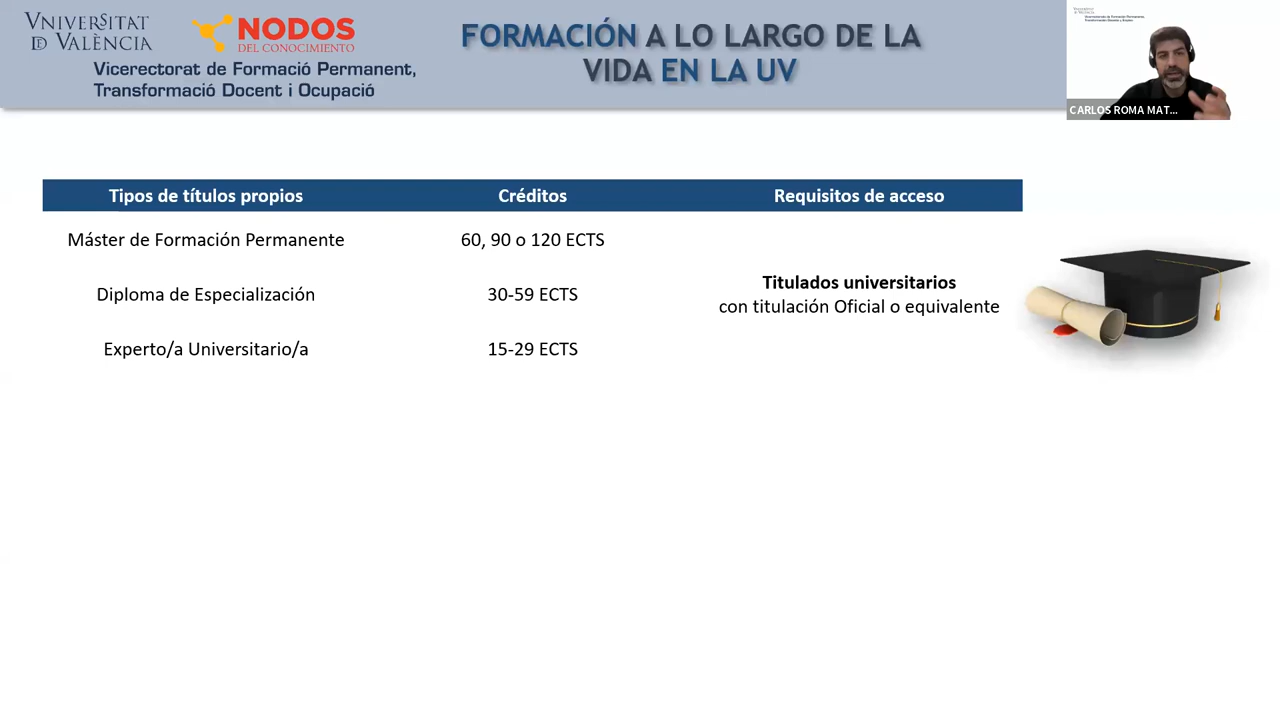 VNIVERSITAT
ID VALÈNCIA
NODOS
DEL CONOCIMIENTO
Vicerectorat de Formació Permanent,
Transformació Docent i Ocupació
FORMACIÓN A LO LARGO DE LA
VIDA EN LA UV
CARLOS ROMA MAT...
Tipos de títulos propios Créditos Requisitos de acceso
Máster de Formación Permanente 60, 90 o 120 ECTS
Titulados universitarios
Diploma de Especialización 30-59 ECTS
con titulación Oficial o equivalente
Experto/a Universitario/a 15-29 ECTS